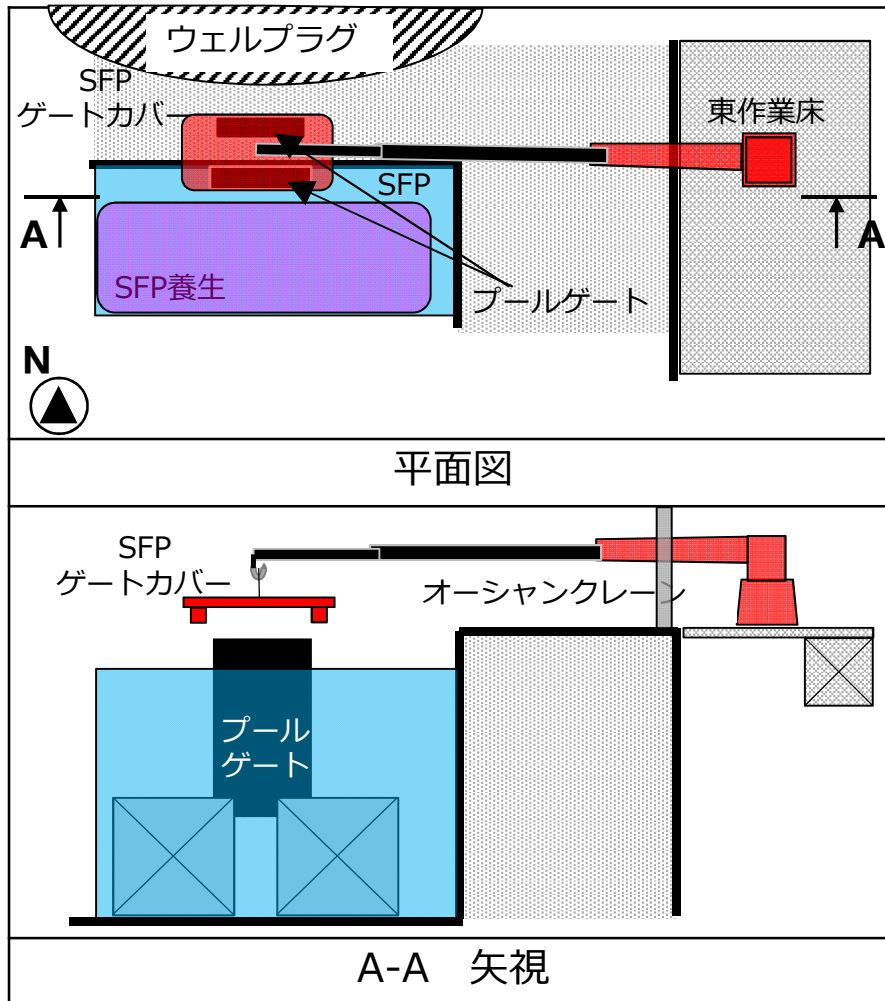 ウェルプラグ
SFP
ゲートカバー
東作業床
SFP
A
A
SFP養生
プールゲート
N
平面図
SFP
ゲートカバー
オーシャンクレーン
プール
ゲート
A-A 矢視